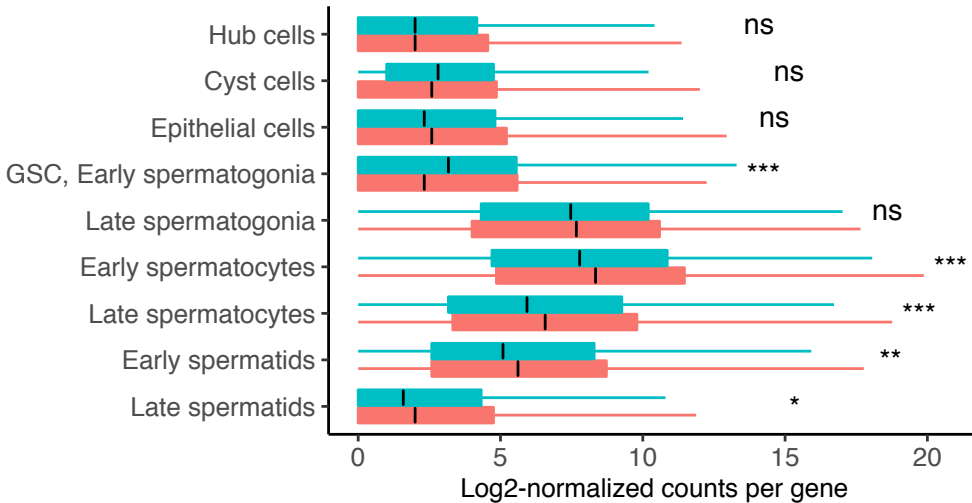 Hub cells ns
Cyst cells ns
Epithelial cells ns
GSC, Early spermatogonia ***
Late spermatogonia ns
Early spermatocytes ***
Late spermatocytes ***
Early spermatids **
Late spermatids *
0 5 10 15 20
Log2-normalized counts per gene